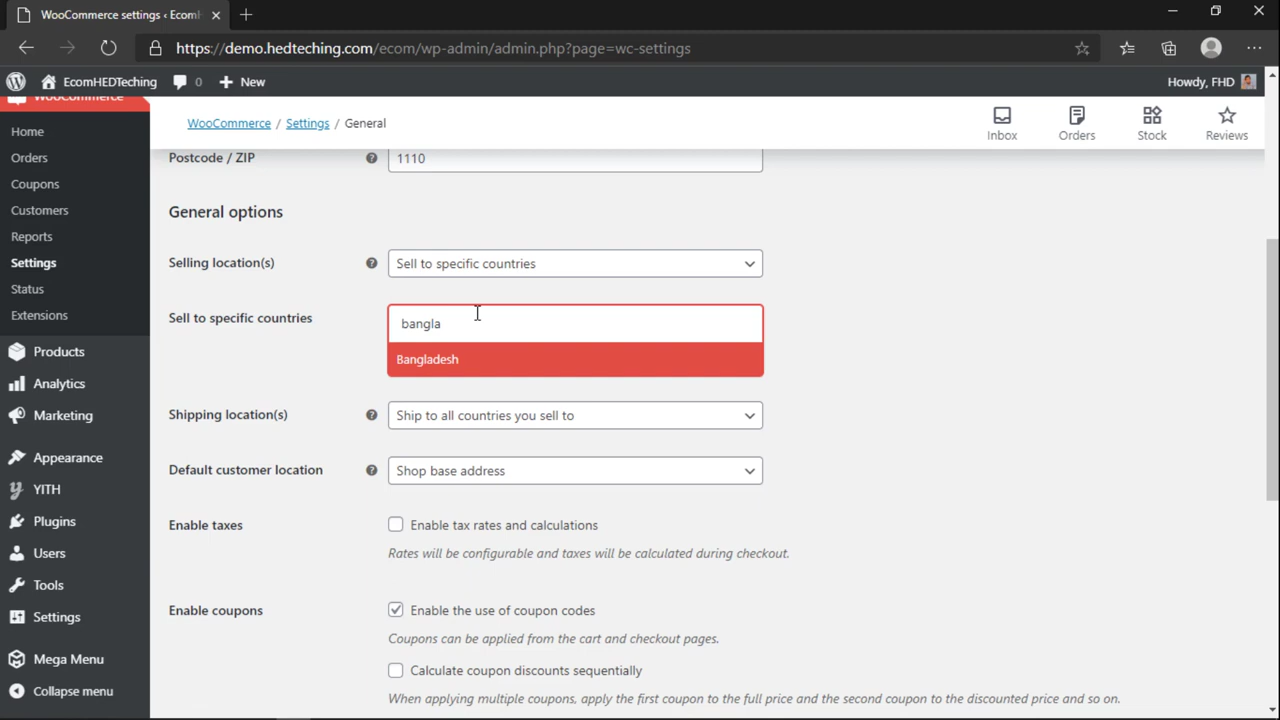 WooCommerce settings ‹ EcomH
https://demo.hedteching.com/ecom/wp-admin/admin.php?page=wc-settings
EcomHEDTeching
0
New
Howdy, FHD
WooCommerce
Home
Orders
Coupons
Customers
Reports
Settings
Status
Extensions
Products
Analytics
Marketing
Appearance
YITH
Plugins
Users
Tools
Settings
Mega Menu
Collapse menu
WooCommerce / Settings / General
Inbox
Orders
Stock
Reviews
Postcode / ZIP
1110
General options
Selling location(s)
Sell to specific countries
Sell to specific countries
bangla
Bangladesh
Shipping location(s)
Ship to all countries you sell to
Default customer location
Shop base address
Enable taxes
Enable tax rates and calculations
Rates will be configurable and taxes will be calculated during checkout.
Enable coupons
Enable the use of coupon codes
Coupons can be applied from the cart and checkout pages.
Calculate coupon discounts sequentially
When applying multiple coupons, apply the first coupon to the full price and the second coupon to the discounted price and so on.